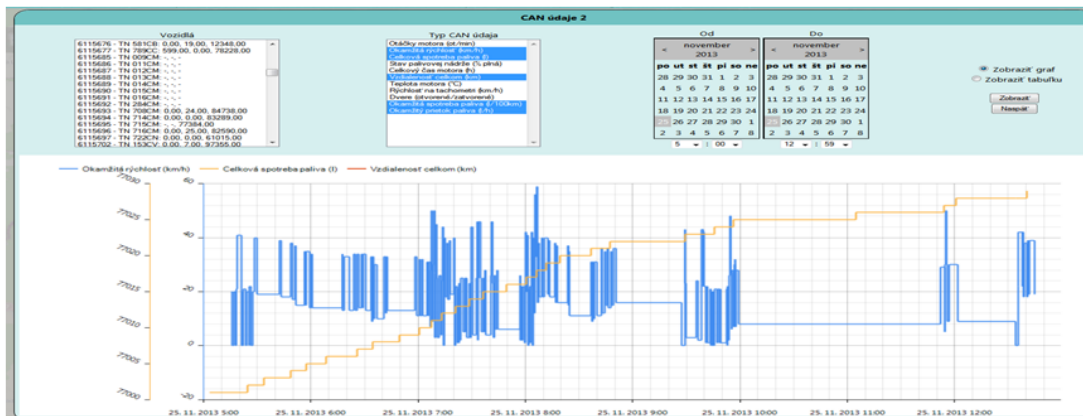 CAN údaje 2
Vozidlá
6115676 - TN 581CB: 0.00, 19.00, 12348.00
6115677 - TN 789CC: 599.00, 0.00, 78228.00
6115685 - TN 009CM: -, -, -
6115686 - TN 011CM: -, -, -
6115687 - TN 012CM: -, -, -
6115688 - TN 013CM: -, -, -
6115689 - TN 014CM: -, -, -
6115690 - TN 015CM: -, -, -
6115691 - TN 016CM: -, -, -
6115692 - TN 284CM: -, -, -
6115693 - TN 708CM: 0.00, 24.00, 84738.00
6115694 - TN 714CM: 0.00, 0.00, 83289.00
6115695 - TN 715CM: -, -, 77384.00
6115696 - TN 716CM: 0.00, 25.00, 82590.00
6115697 - TN 722CN: 0.00, 0.00, 61015.00
6115702 - TN 153CV: 0.00, 7.00, 97355.00
Typ CAN údaja
Otáčky motora (ot/min)
Okamžitá rýchlosť (km/h)
Celková spotreba paliva (l)
Stav palivovej nádrže (% plná)
Celkový čas motora (h)
Vzdialenosť celkom (km)
Teplota motora (°C)
Rýchlosť na tachometri (km/h)
Dvere (otvorené/zatvorené)
Okamžitá spotreba paliva (l/100km)
Okamžitý prietok paliva (l/h)
Od
< november 2013 >
po ut st št pi so ne
28 29 30 31 1 2 3
4 5 6 7 8 9 10
11 12 13 14 15 16 17
18 19 20 21 22 23 24
25 26 27 28 29 30 1
2 3 4 5 6 7 8
5 : 00
Do
< november 2013 >
po ut st št pi so ne
28 29 30 31 1 2 3
4 5 6 7 8 9 10
11 12 13 14 15 16 17
18 19 20 21 22 23 24
25 26 27 28 29 30 1
2 3 4 5 6 7 8
12 : 59
Zobraziť graf
Zobraziť tabuľku
Zobraziť
Naspäť
Okamžitá rýchlosť (km/h) Celková spotreba paliva (l) Vzdialenosť celkom (km)
77030
77025
77020
77015
77010
77005
77000
60
40
20
0
-20
25. 11. 2013 5:00
25. 11. 2013 6:00
25. 11. 2013 7:00
25. 11. 2013 8:00
25. 11. 2013 9:00
25. 11. 2013 10:00
25. 11. 2013 11:00
25. 11. 2013 12:00